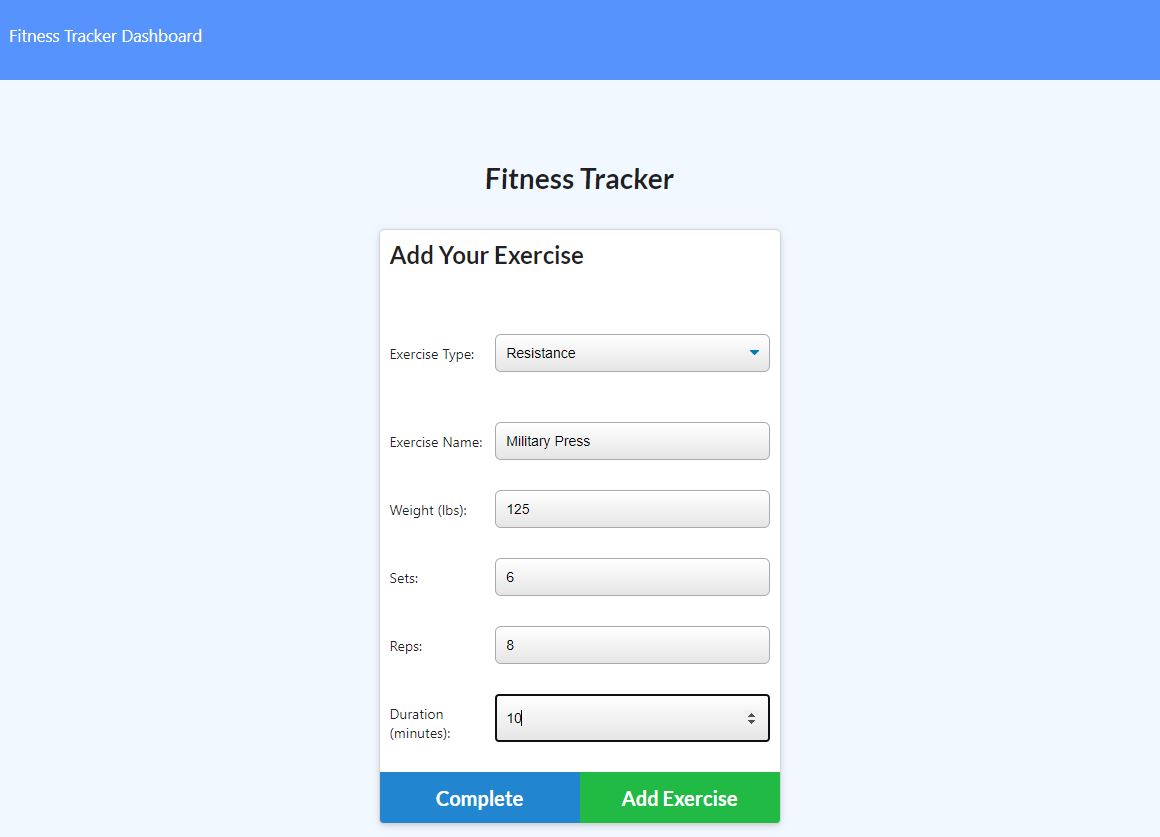 Fitness Tracker Dashboard
Fitness Tracker
Add Your Exercise
Exercise Type: Resistance
Exercise Name: Military Press
Weight (lbs): 125
Sets: 6
Reps: 8
Duration
(minutes): 10
Complete Add Exercise